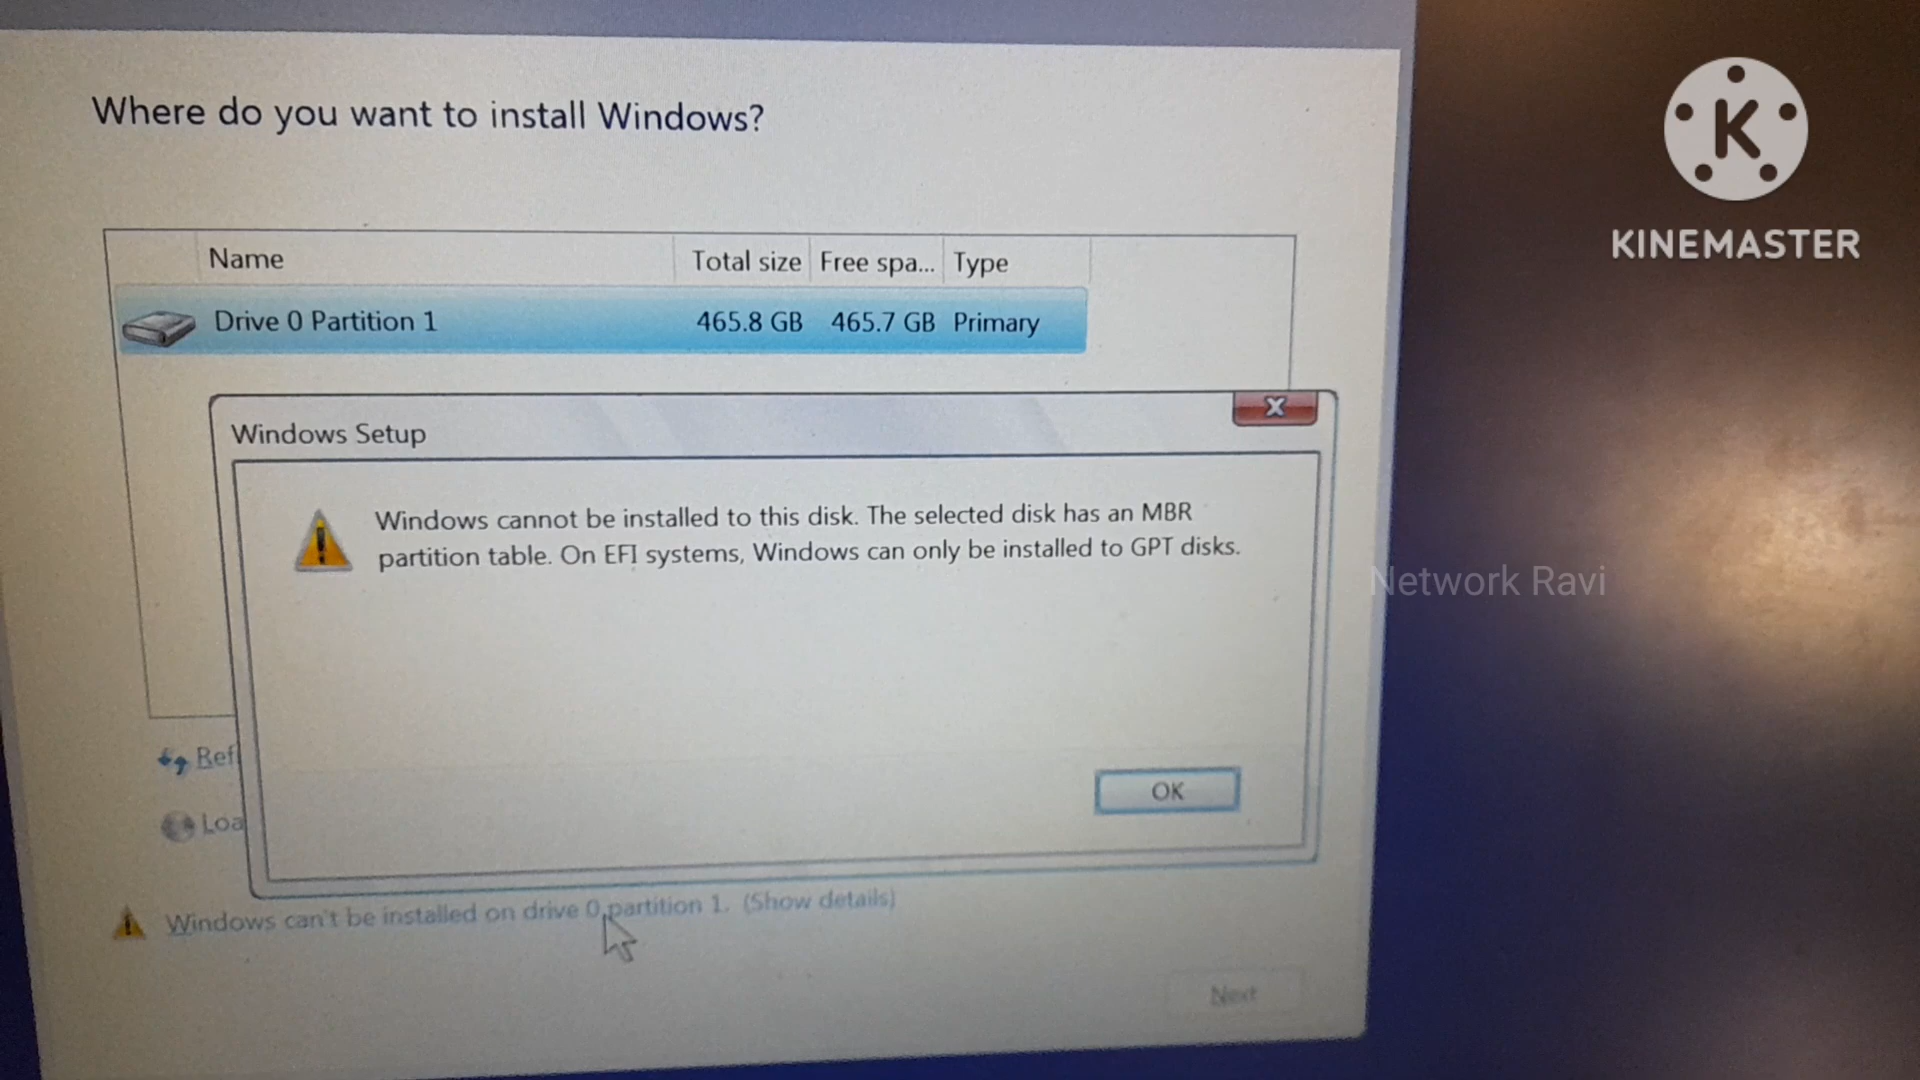 Where do you want to install Windows?
Name Total size Free spa... Type
Drive 0 Partition 1 465.8 GB 465.7 GB Primary
Windows Setup
x
Windows cannot be installed to this disk. The selected disk has an MBR
partition table. On EFI systems, Windows can only be installed to GPT disks.
OK
Ref
Loa
Windows can't be installed on drive 0 partition 1. (Show details)
Next
K
KINEMASTER
Network Ravi